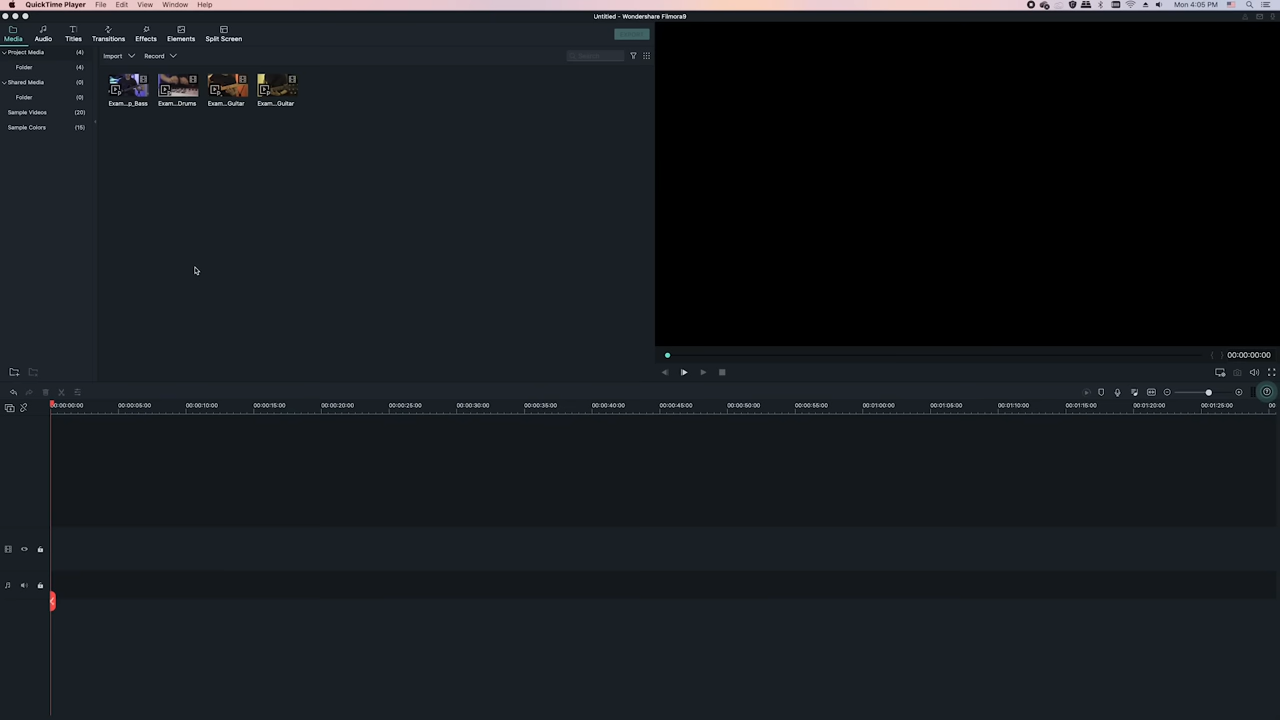 QuickTime Player File Edit View Window Help Mon 4:05 PM
Untitled - Wondershare Filmora9
Media Audio Titles Transitions Effects Elements Split Screen
Project Media (4) Import Record Search
Folder (4)
Shared Media (0)
Folder (0)
Sample Videos (20)
Sample Colors (15)
Exam...p_Bass Exam...Drums Exam...Guitar Exam...Guitar
00:00:00:00
00:00:00:00 00:00:05:00 00:00:10:00 00:00:15:00 00:00:20:00 00:00:25:00 00:00:30:00 00:00:35:00 00:00:40:00 00:00:45:00 00:00:50:00 00:00:55:00 00:01:00:00 00:01:05:00 00:01:10:00 00:01:15:00 00:01:20:00 00:01:25:00 00